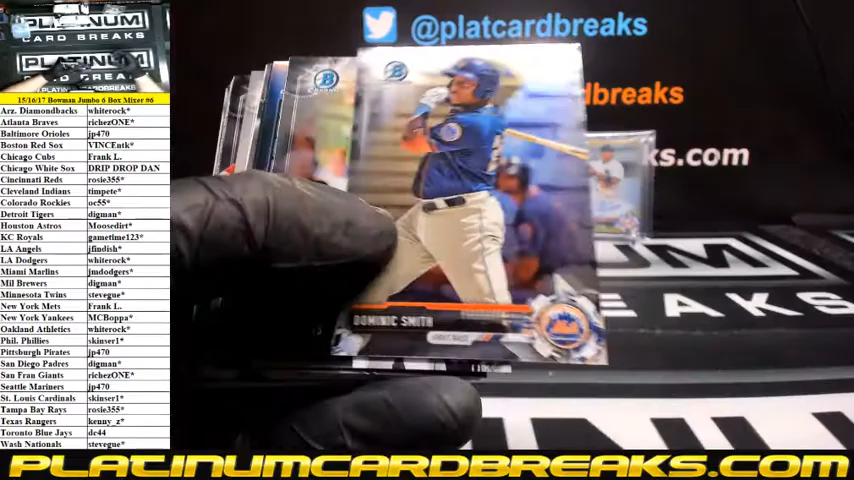 PLATINUM
CARD BREAKS
PLATINUM
CARD BREAKS
15/16/17 Bowman Jumbo 6 Box Mixer #6
Arz. Diamondbacks whiterock*
Atlanta Braves richezONE*
Baltimore Orioles jp470
Boston Red Sox VINCEntk*
Chicago Cubs Frank L.
Chicago White Sox DRIP DROP DAN
Cincinnati Reds rosie355*
Cleveland Indians timpete*
Colorado Rockies oc55*
Detroit Tigers digman*
Houston Astros Moosedirt*
KC Royals gametime123*
LA Angels jfindish*
LA Dodgers whiterock*
Miami Marlins jmdodgers*
Mil Brewers digman*
Minnesota Twins stevegue*
New York Mets Frank L.
New York Yankees MCBoppa*
Oakland Athletics whiterock*
Phil. Phillies skinser1*
Pittsburgh Pirates jp470
San Diego Padres digman*
San Fran Giants richezONE*
Seattle Mariners jp470
St. Louis Cardinals skinser1*
Tampa Bay Rays rosie355*
Texas Rangers kenny_z*
Toronto Blue Jays dc44
Wash Nationals stevegue*
@platcardbreaks
dbreaks
ks.com
DOMINIC SMITH
METS
BREAKS
PLATINUMCARDBREAKS.COM